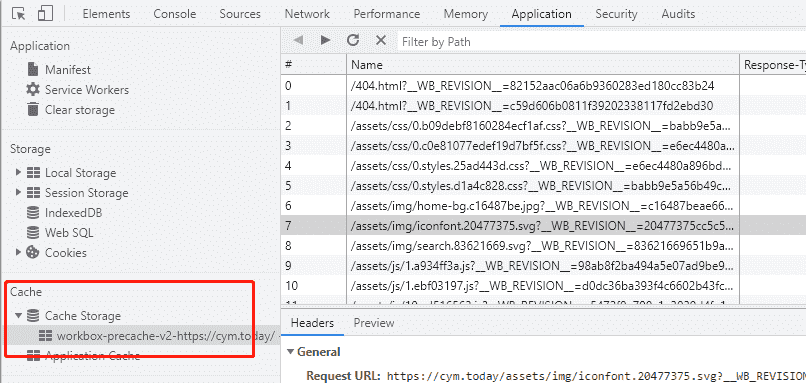 Elements Console Sources Network Performance Memory Application Security Audits
Application
Manifest
Service Workers
Clear storage
Storage
Local Storage
Session Storage
IndexedDB
Web SQL
Cookies
Cache
Cache Storage
workbox-precache-v2-https://cym.today/
Application Cache
Filter by Path
# Name Response-Ty
0 /404.html?__WB_REVISION__=82152aac06a6b9360283ed180cc83b24
1 /404.html?__WB_REVISION__=c59d606b0811f39202338117fd2ebd30
2 /assets/css/0.b09debf8160284ecf1af.css?__WB_REVISION__=babb9e5a...
3 /assets/css/0.c0e81077edef19d7bf5f.css?__WB_REVISION__=e6ec4480...
4 /assets/css/0.styles.25ad443d.css?__WB_REVISION__=e6ec4480a896bd...
5 /assets/css/0.styles.d1a4c828.css?__WB_REVISION__=babb9e5a56b49c...
6 /assets/img/home-bg.c16487be.jpg?__WB_REVISION__=c16487beae66...
7 /assets/img/iconfont.20477375.svg?__WB_REVISION__=20477375cc5c5...
8 /assets/img/search.83621669.svg?__WB_REVISION__=83621669651b9a...
9 /assets/js/1.a934ff3a.js?__WB_REVISION__=98ab8f2ba494a5e07ad9be9...
10 /assets/js/1.ebf03197.js?__WB_REVISION__=d0dc36ba393f4c6602b43fc...
Headers Preview
General
Request URL: https://cym.today/assets/img/iconfont.20477375.svg?__WB_REVISION